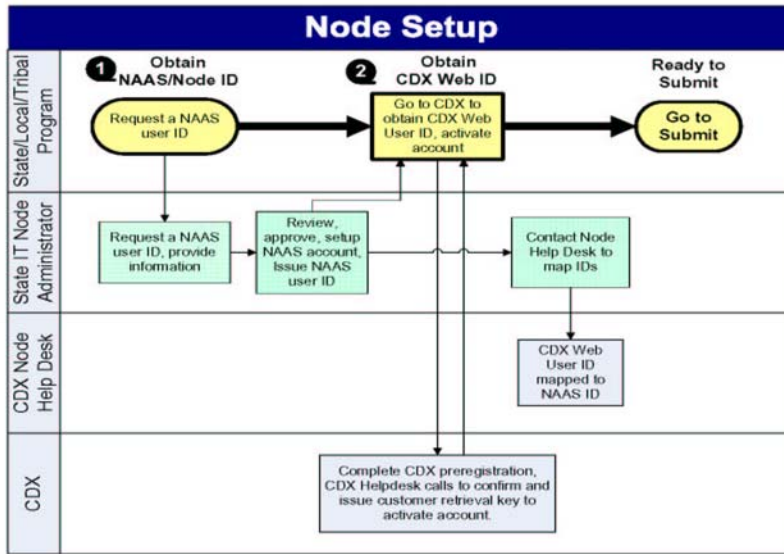 Node Setup
1
Obtain
NAAS/Node ID
2
Obtain
CDX Web ID
Ready to
Submit
State/Local/Tribal
Program
Request a NAAS
user ID
Go to CDX to
obtain CDX Web
User ID, activate
account
Go to
Submit
State IT Node
Administrator
Request a NAAS
user ID, provide
information
Review,
approve, setup
NAAS account,
Issue NAAS
user ID
Contact Node
Help Desk to
map IDs
CDX Node
Help Desk
CDX Web
User ID
mapped to
NAAS ID
CDX
Complete CDX preregistration,
CDX Helpdesk calls to confirm and
issue customer retrieval key to
activate account.